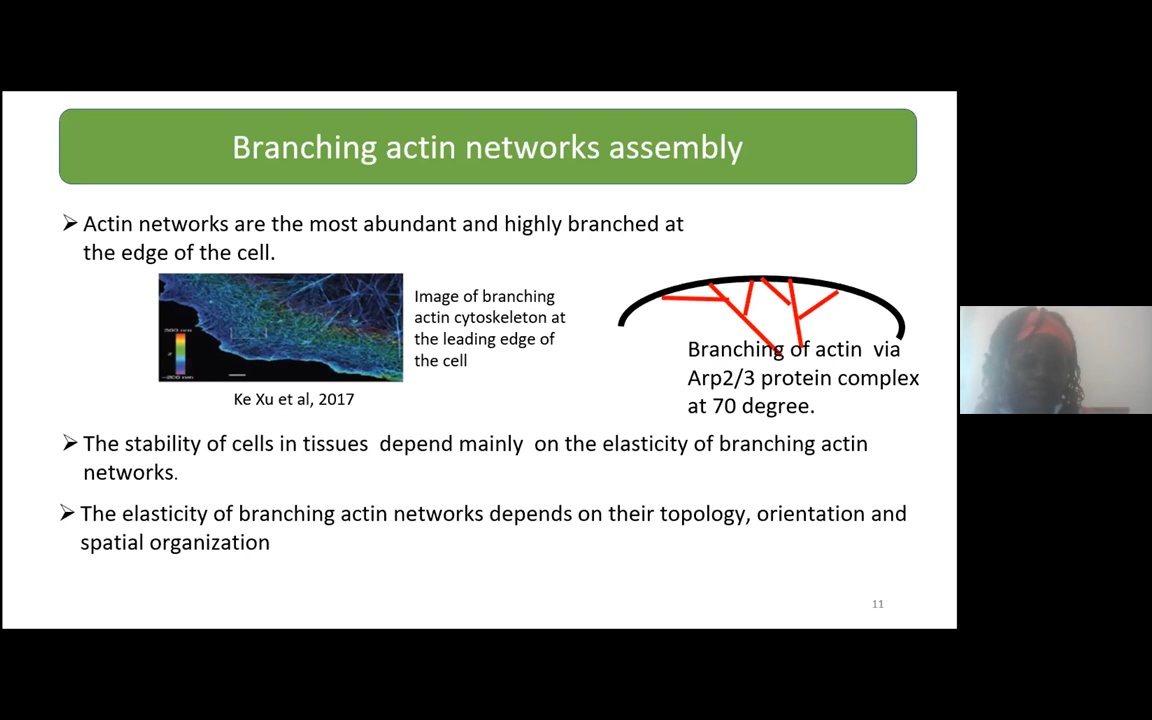 Branching actin networks assembly
➢ Actin networks are the most abundant and highly branched at
the edge of the cell.
Image of branching
actin cytoskeleton at
the leading edge of
the cell
Ke Xu et al, 2017
Branching of actin via
Arp2/3 protein complex
at 70 degree.
➢ The stability of cells in tissues depend mainly on the elasticity of branching actin
networks.
➢ The elasticity of branching actin networks depends on their topology, orientation and
spatial organization
11